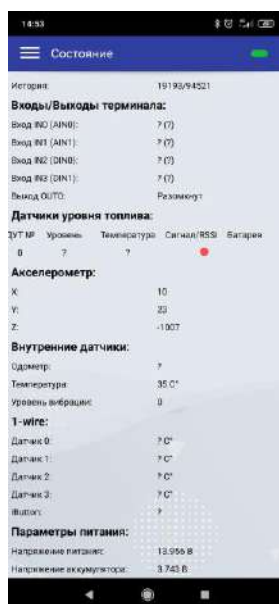 14:53
Состояние
История: 19193/94521
Входы/Выходы терминала:
Вход IN0 (AIN0): ? (?)
Вход IN1 (AIN1): ? (?)
Вход IN2 (DIN0): ? (?)
Вход IN3 (DIN1): ? (?)
Выход OUT0: Разомкнут
Датчики уровня топлива:
ДУТ № Уровень Температура Сигнал/RSSI Батарея
0 ? ?
Акселерометр:
X: 10
Y: 23
Z: -1007
Внутренние датчики:
Одометр: ?
Температура: 35 C°
Уровень вибрации: 0
1-wire:
Датчик 0: ? C°
Датчик 1: ? C°
Датчик 2: ? C°
Датчик 3: ? C°
iButton: ?
Параметры питания:
Напряжение питания: 13.956 В
Напряжение аккумулятора: 3.743 В